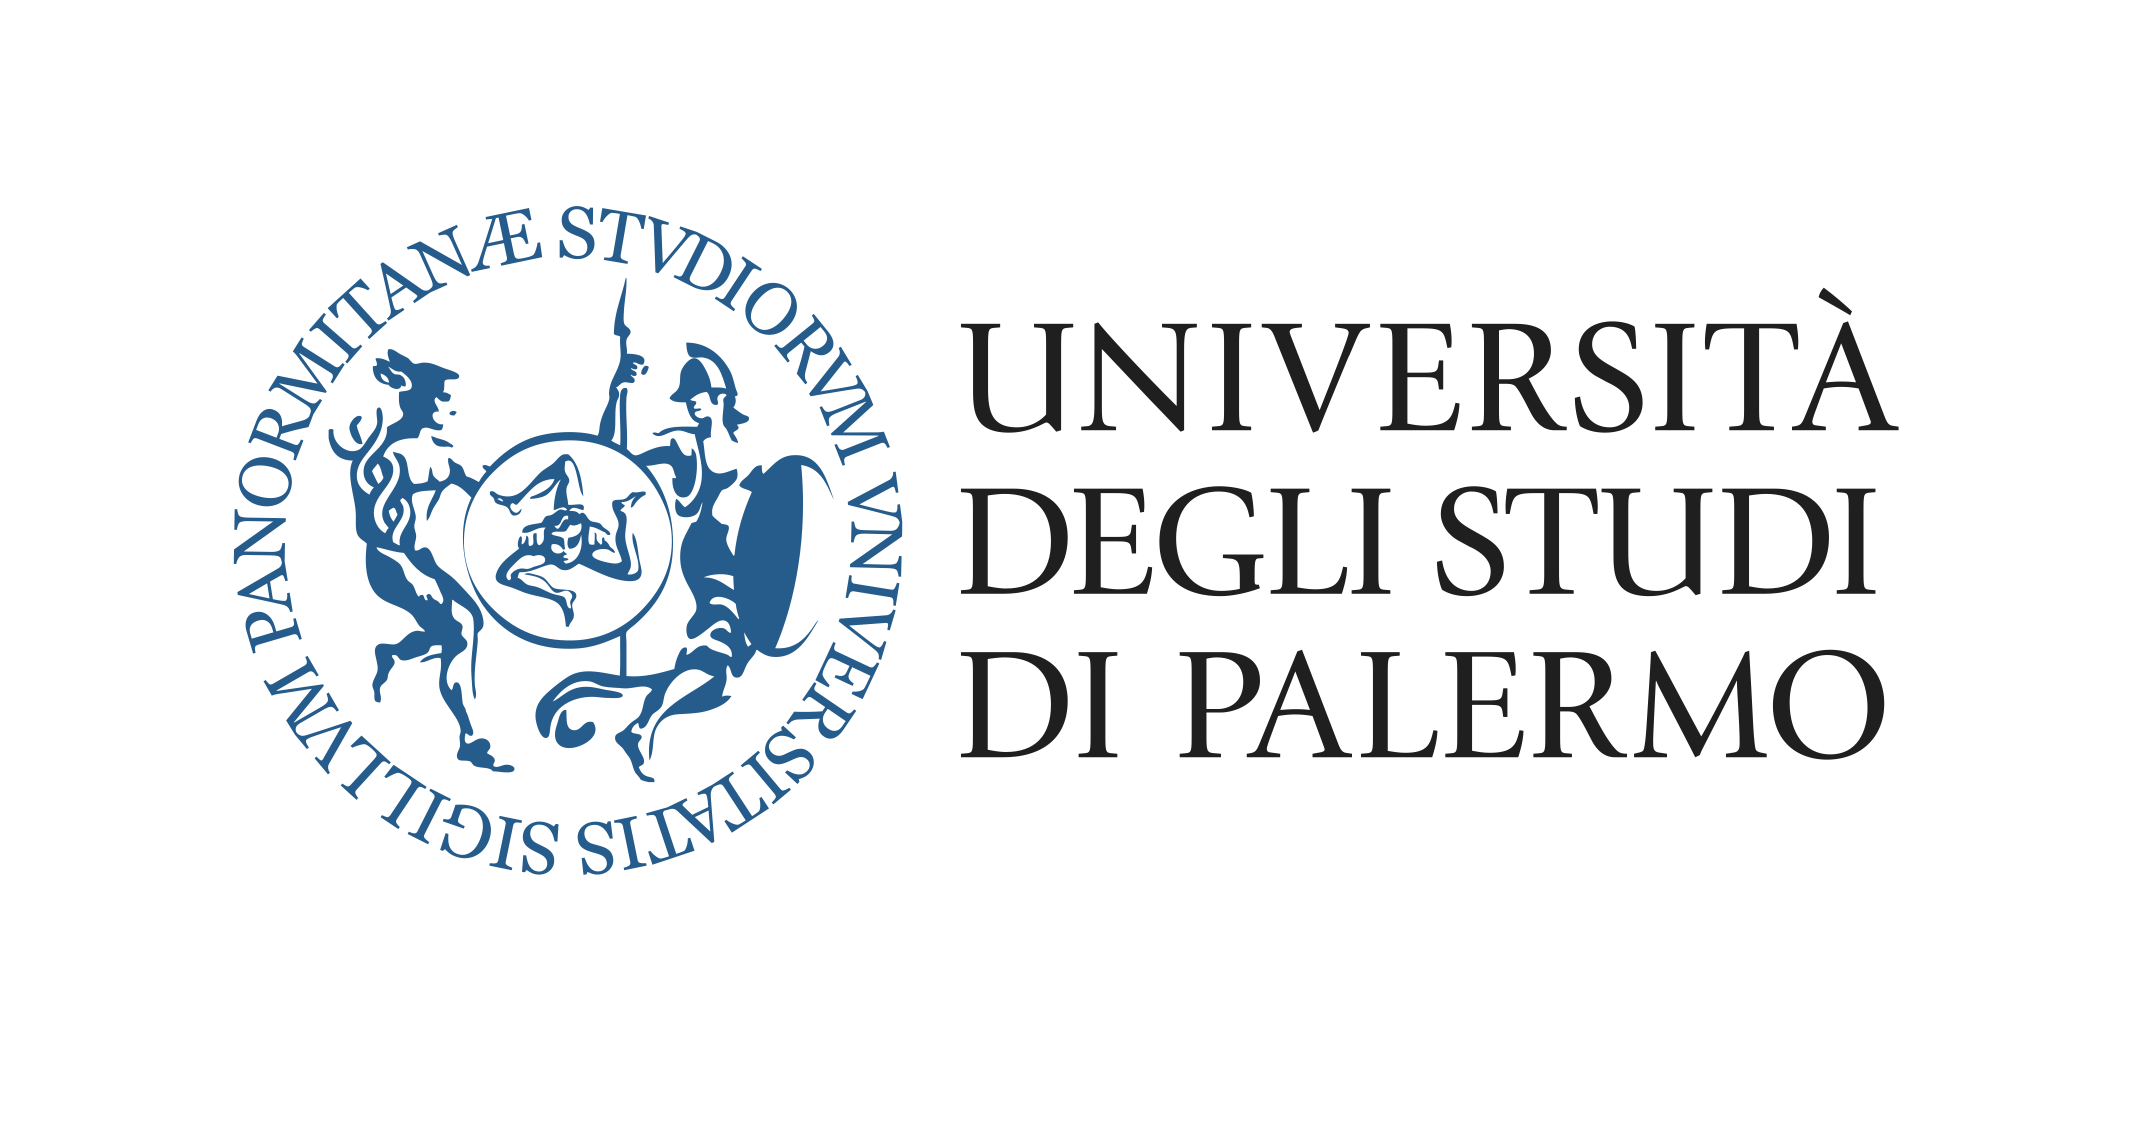 SIGILLVM PANORMITANÆ STVDIORVM VNIVERSITATIS
UNIVERSITÀ
DEGLI STUDI
DI PALERMO